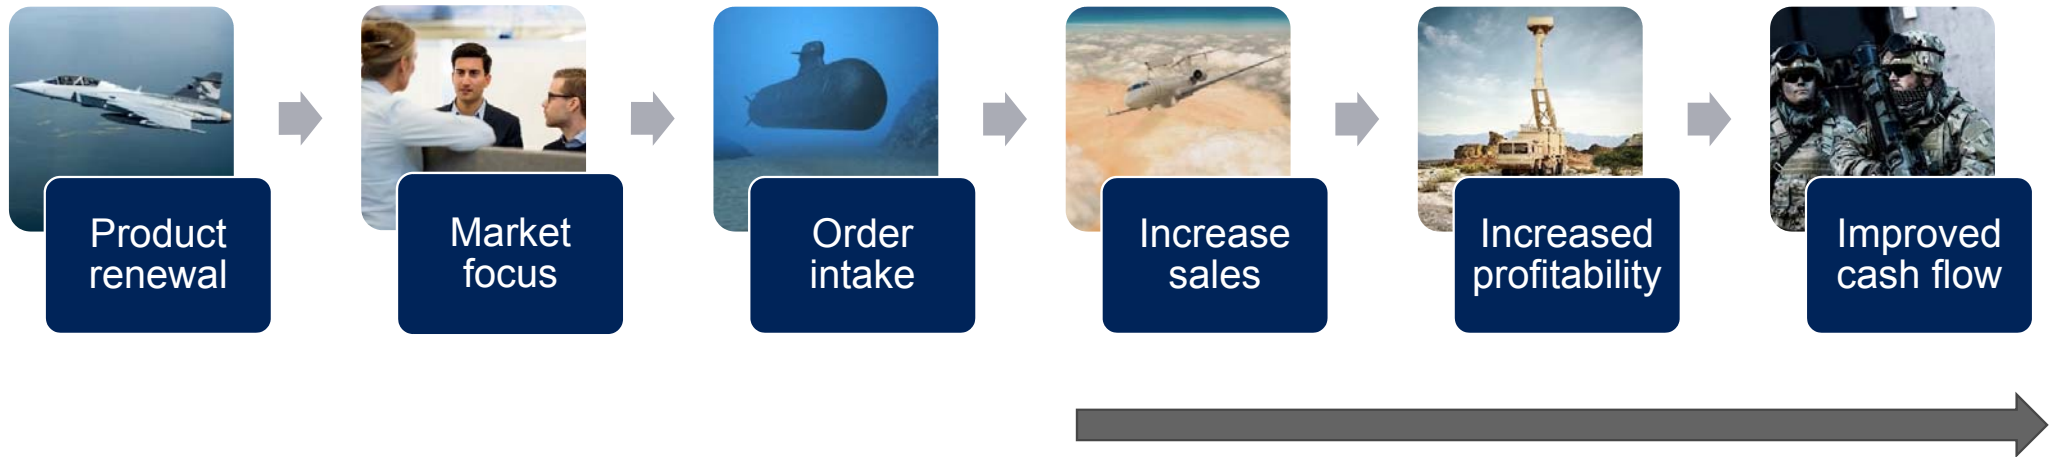 Product
renewal
Market
focus
Order
intake
Increase
sales
Increased
profitability
Improved
cash flow